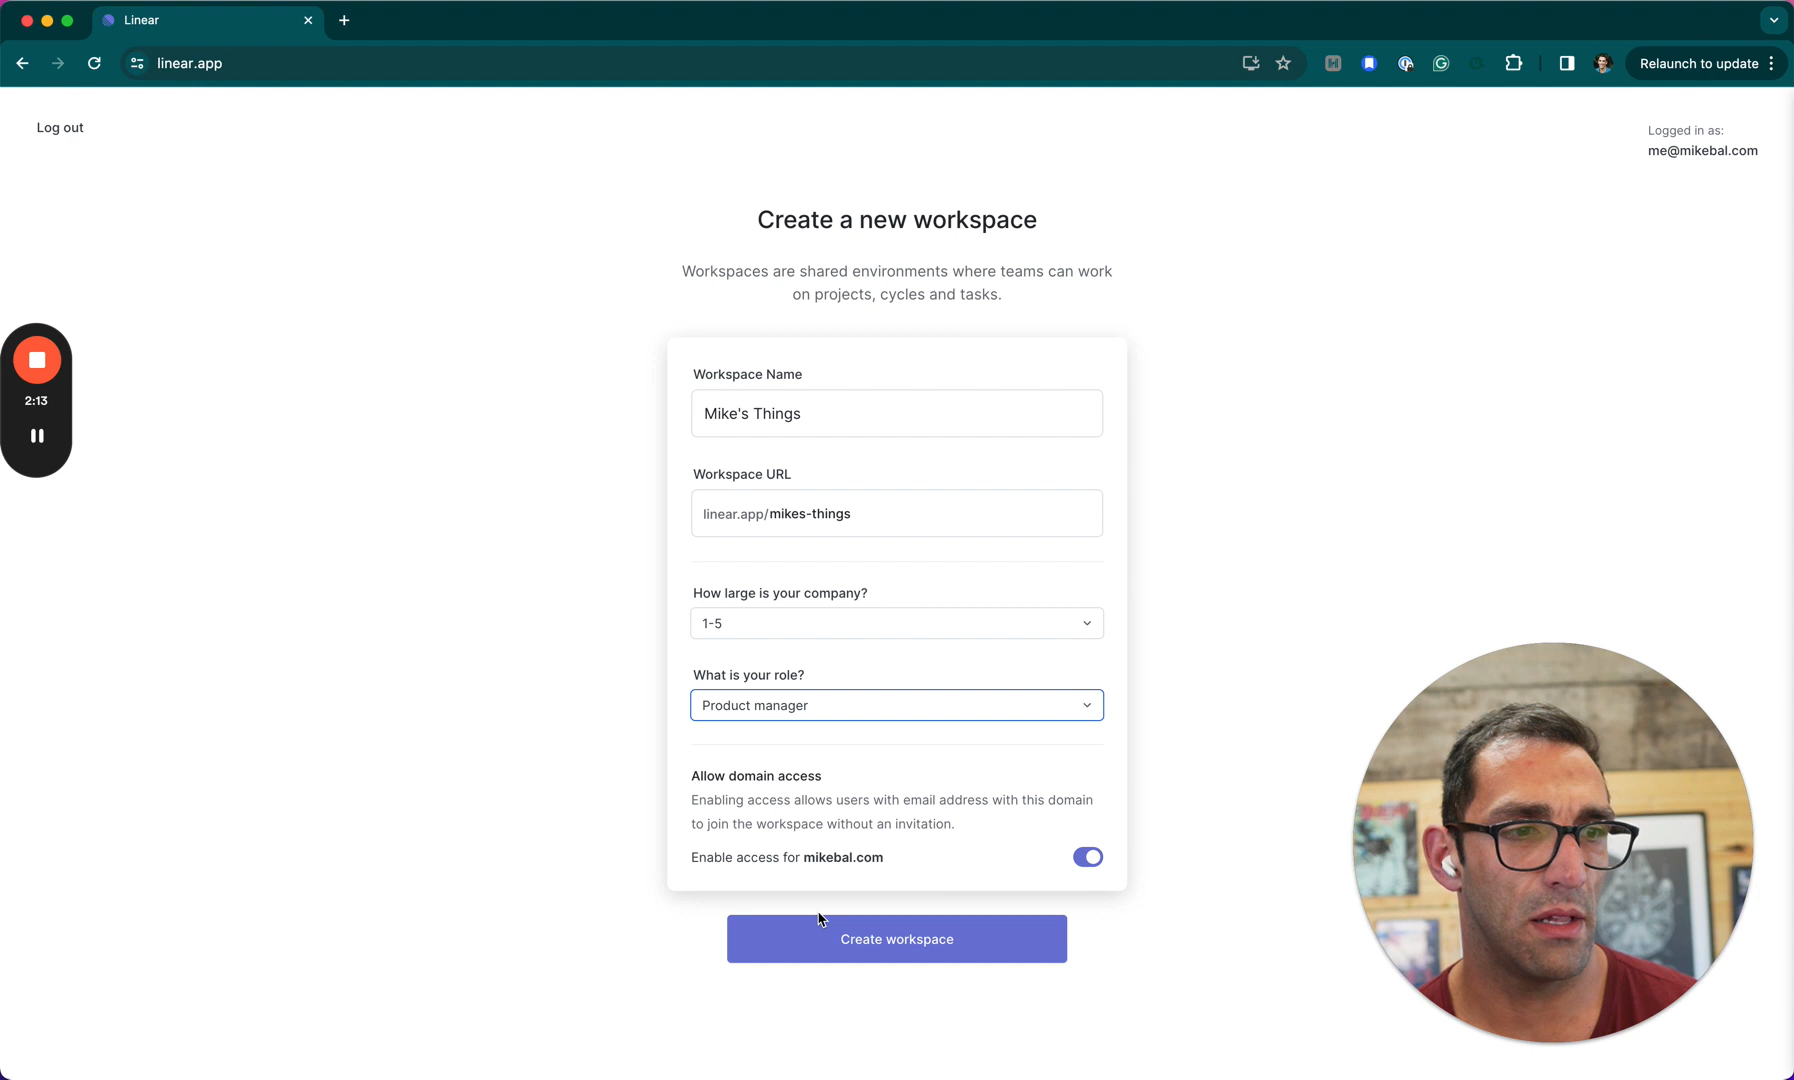 Linear
linear.app
Relaunch to update
Log out
Logged in as:
me@mikebal.com
Create a new workspace
Workspaces are shared environments where teams can work
on projects, cycles and tasks.
2:13
Workspace Name
Mike's Things
Workspace URL
linear.app/mikes-things
How large is your company?
1-5
What is your role?
Product manager
Allow domain access
Enabling access allows users with email address with this domain
to join the workspace without an invitation.
Enable access for mikebal.com
Create workspace